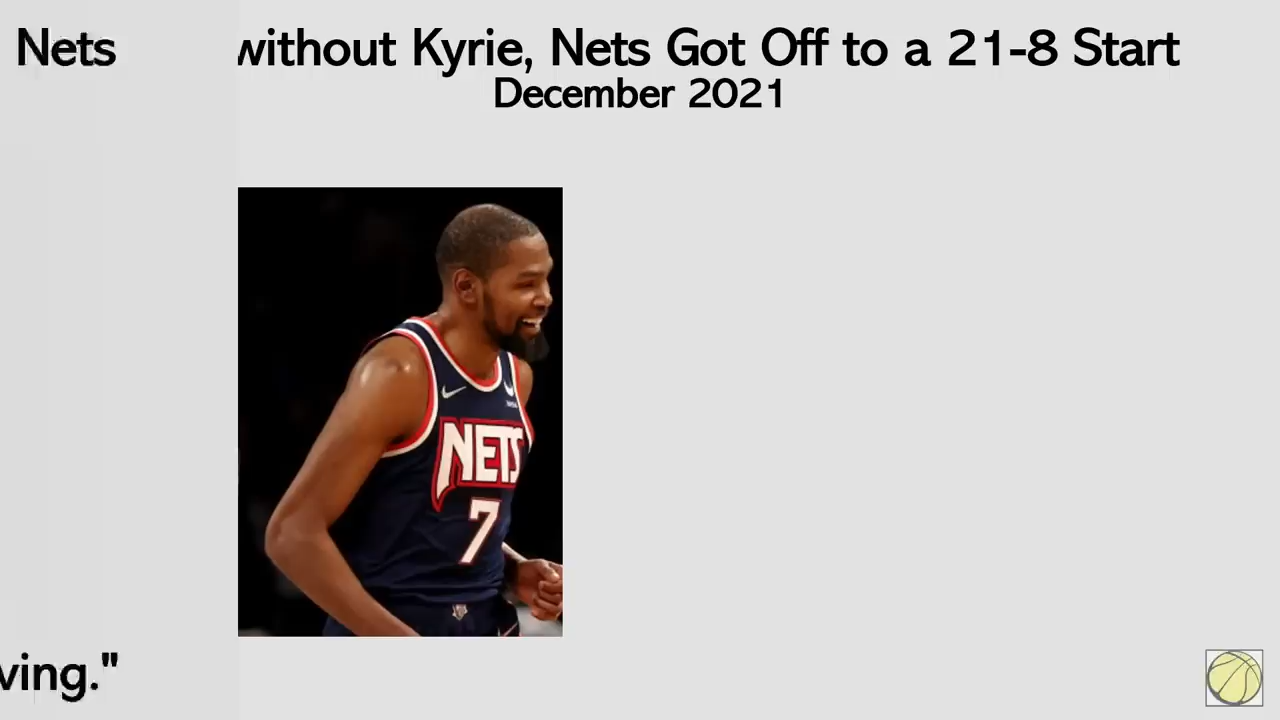 Nets without Kyrie, Nets Got Off to a 21-8 Start
December 2021
NETS
7
ving."